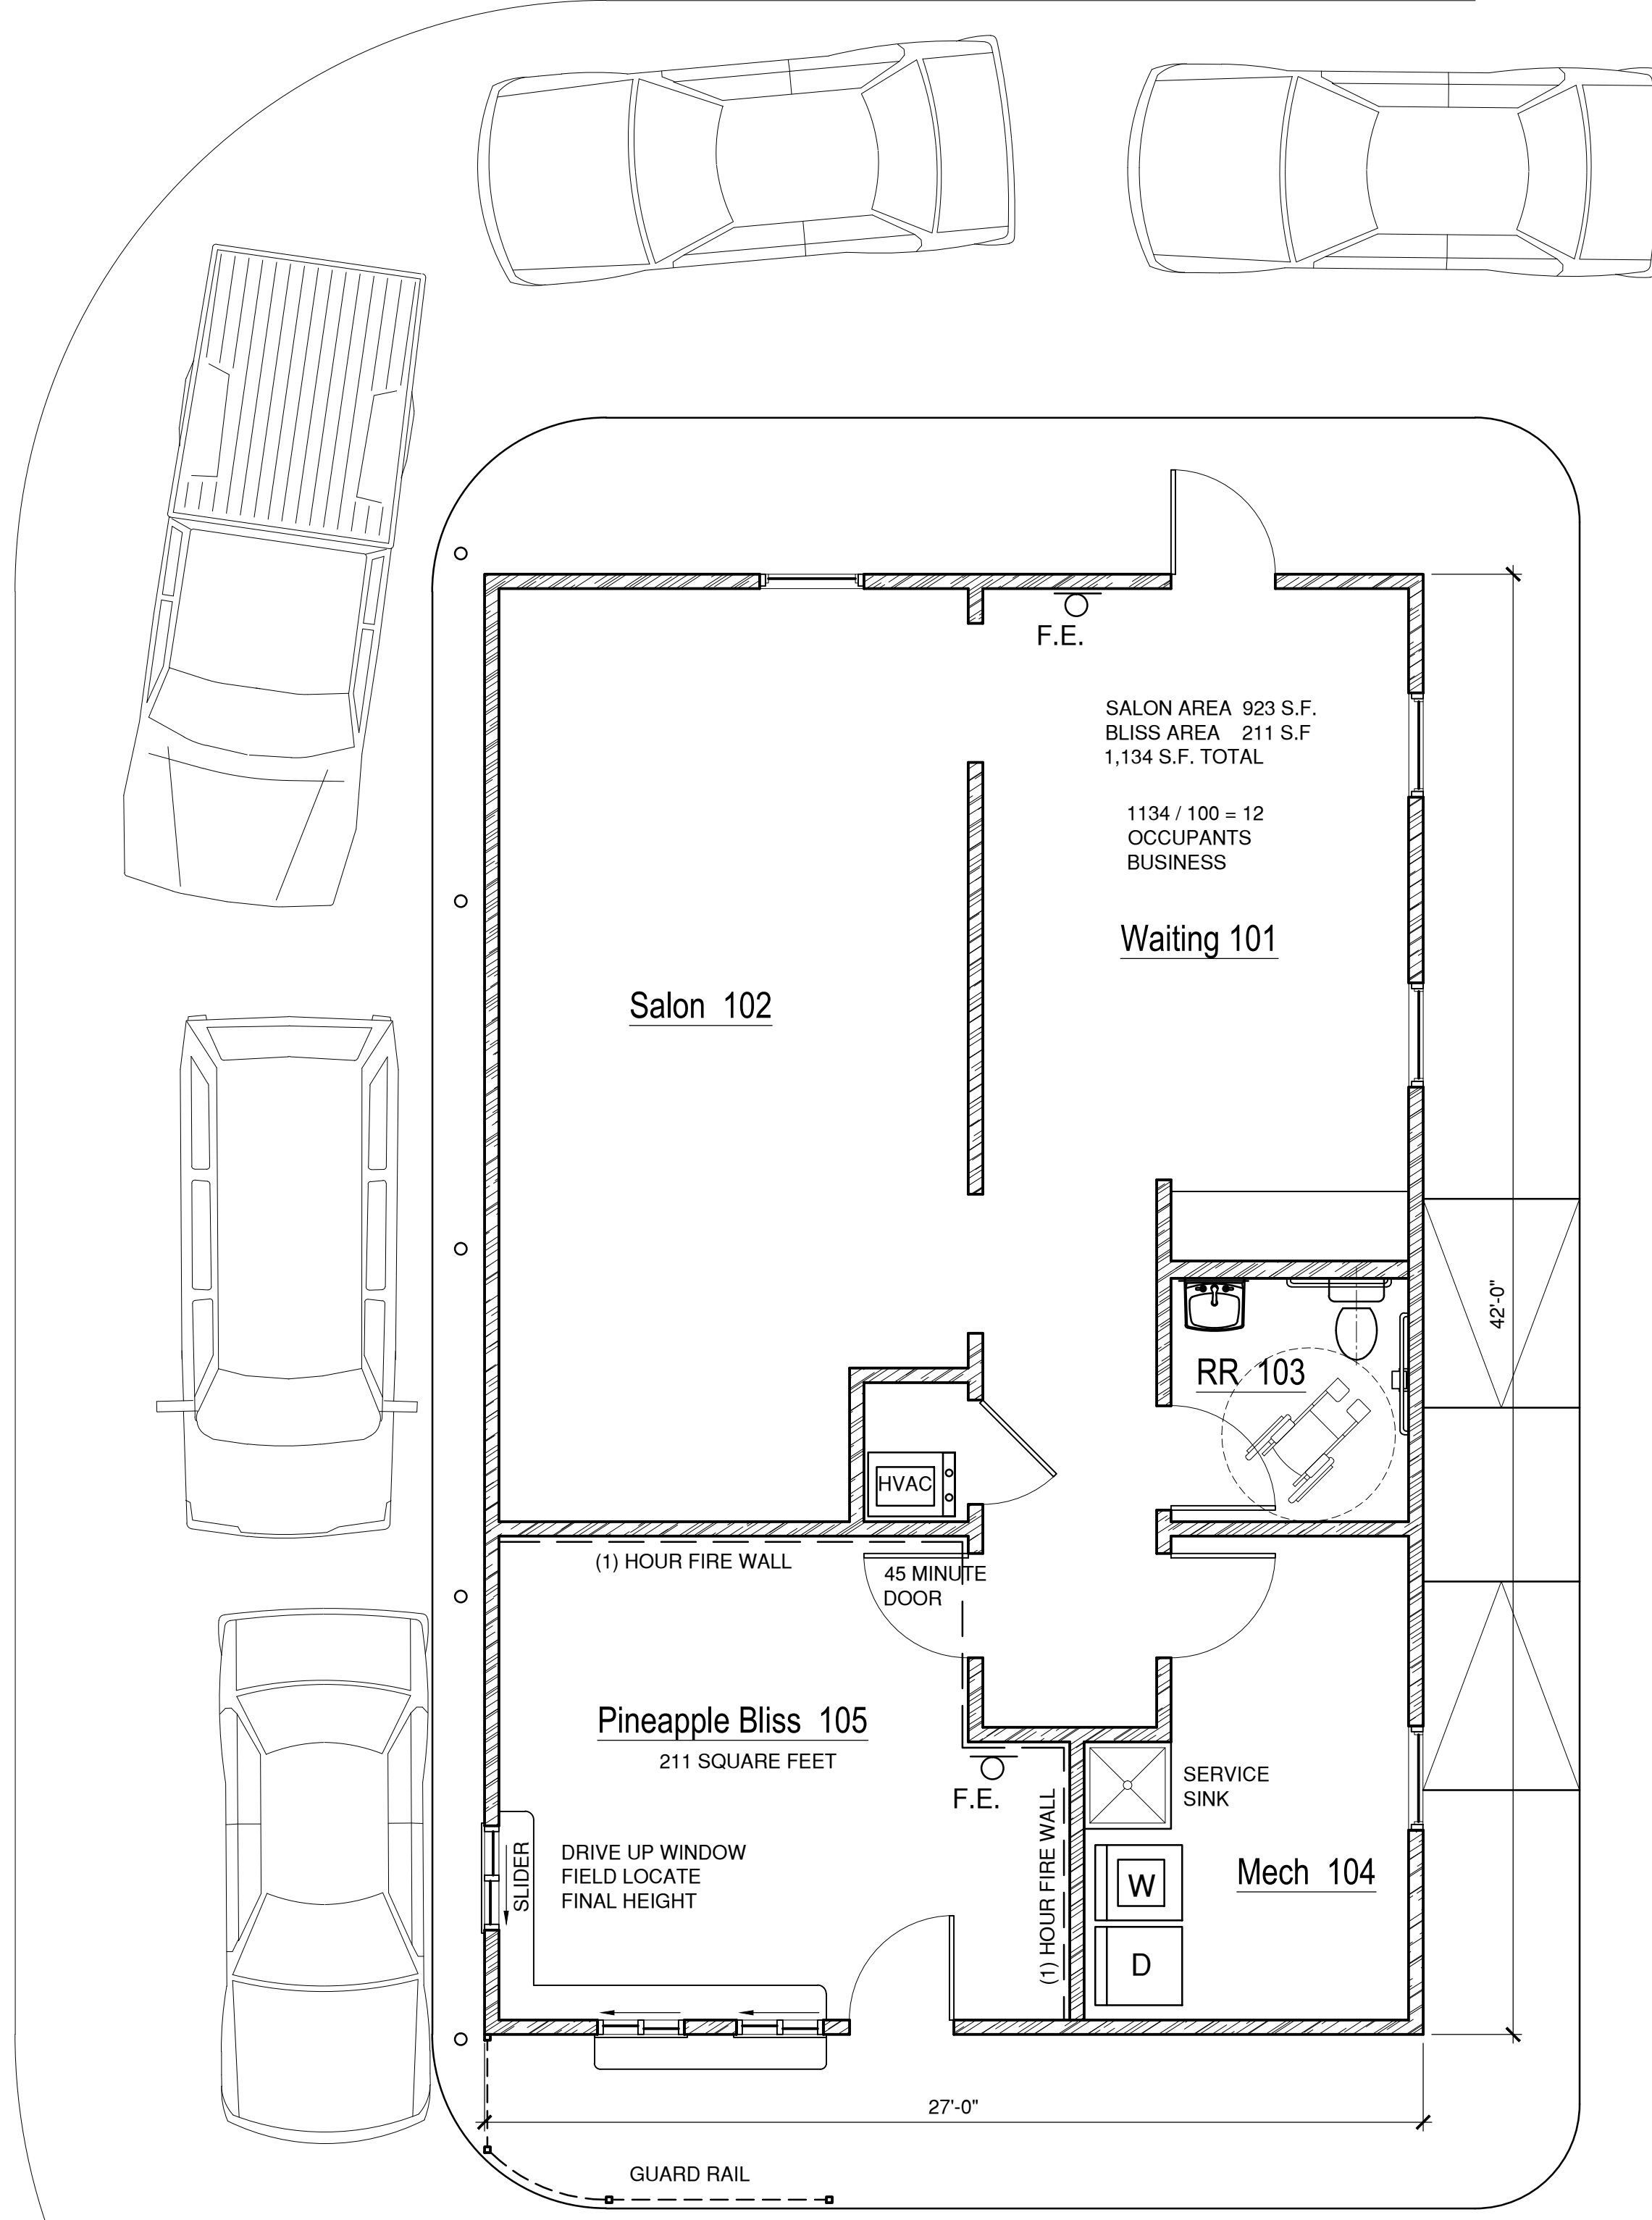 F.E.
SALON AREA  923 S.F.
BLISS AREA    211 S.F
1,134 S.F. TOTAL
1134 / 100 = 12
OCCUPANTS
BUSINESS
Waiting 101
Salon  102
42'-0"
RR  103
HVAC
(1) HOUR FIRE WALL
45 MINUTE
DOOR
Pineapple Bliss  105
211 SQUARE FEET
F.E.
SERVICE
SINK
(1) HOUR FIRE WALL
SLIDER
DRIVE UP WINDOW
FIELD LOCATE
FINAL HEIGHT
Mech  104
W
D
27'-0"
GUARD RAIL